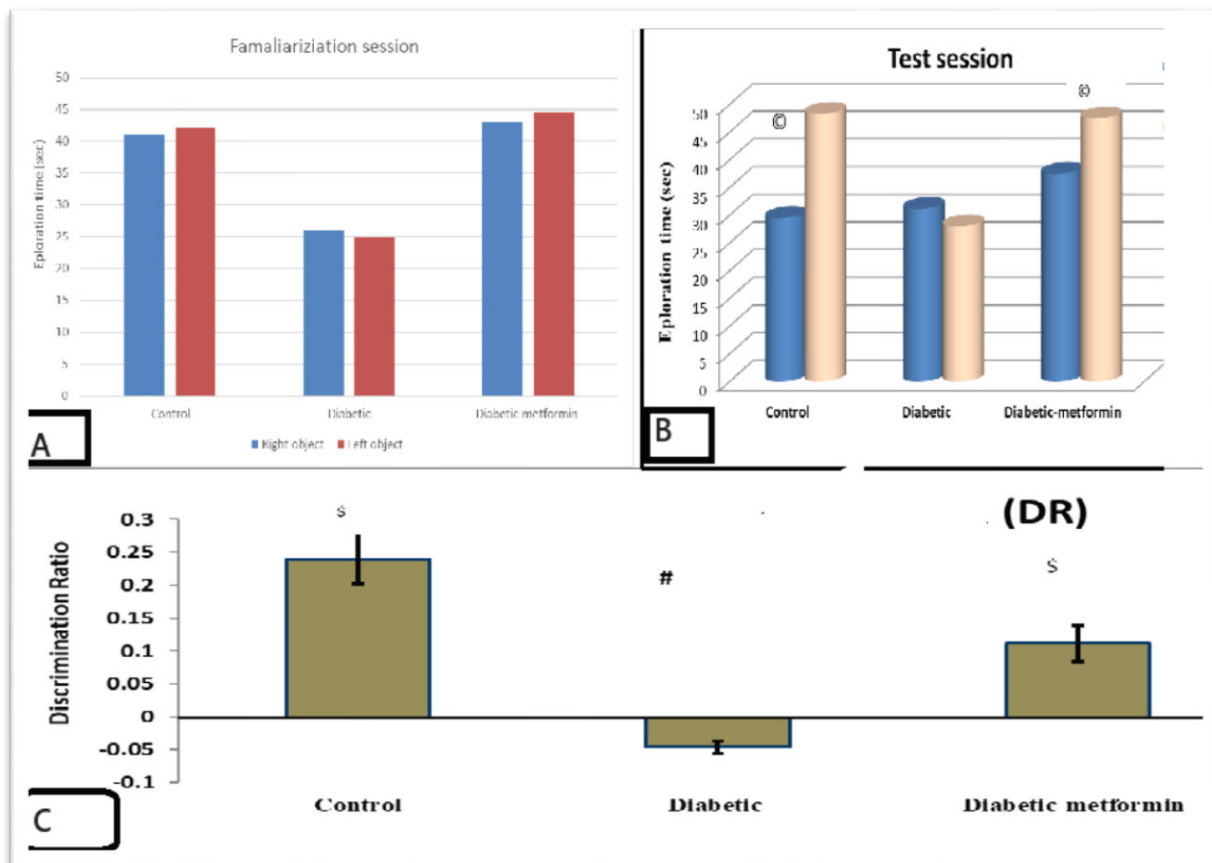 Famaliariziation session
Eploration time (sec)
50
45
40
35
30
25
20
15
10
5
0
Control Diabetic Diabetic metformin
Right object Left object
A
Test session
©
©
Eploration time (sec)
50
45
40
35
30
25
20
15
10
5
0
Control Diabetic Diabetic-metformin
B
(DR)
$ # $
Discrimination Ratio
0.3
0.25
0.2
0.15
0.1
0.05
0
-0.05
-0.1
Control Diabetic Diabetic metformin
C